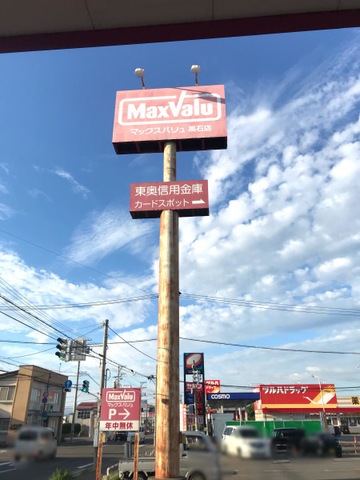 MaxValu
マックスバリュ 黒石店
東奥信用金庫
カードスポット
MaxValu
P
年中無休
COSMO
ツルハドラッグ